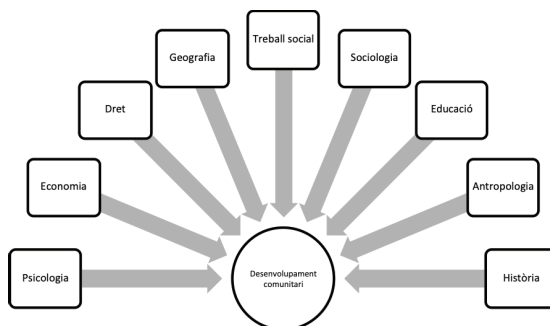 Treball social
Geografia
Sociologia
Dret
Educació
Economia
Antropologia
Psicologia
Desenvolupament
comunitari
Història